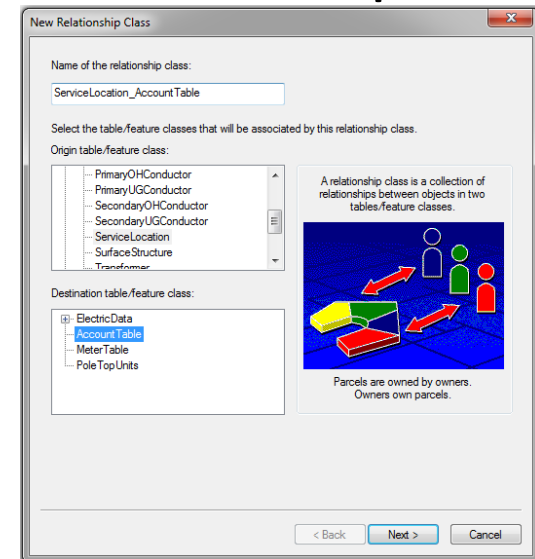 New Relationship Class
Name of the relationship class:
ServiceLocation_AccountTable
Select the table/feature classes that will be associated by this relationship class.
Origin table/feature class:
PrimaryOHConductor
PrimaryUGConductor
SecondaryOHConductor
SecondaryUGConductor
ServiceLocation
SurfaceStructure
Transformer
A relationship class is a collection of
relationships between objects in two
tables/feature classes.
Destination table/feature class:
ElectricData
AccountTable
MeterTable
PoleTopUnits
Parcels are owned by owners.
Owners own parcels.
< Back
Next >
Cancel